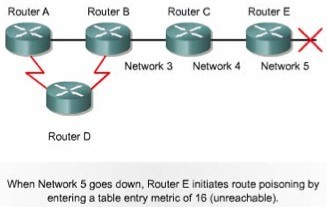 Router A Router B Router C Router E
Network 3 Network 4 Network 5
Router D
When Network 5 goes down, Router E initiates route poisoning by
entering a table entry metric of 16 (unreachable).